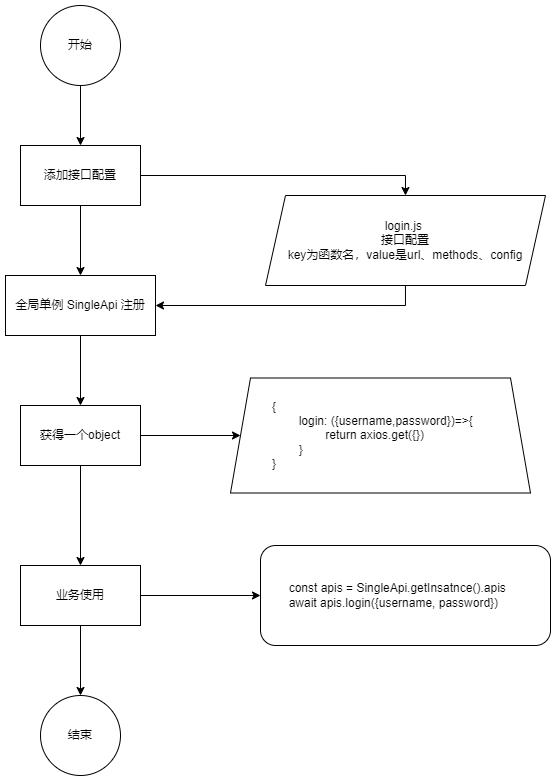 开始
添加接口配置
login.js
接口配置
key为函数名，value是url、methods、config
全局单例 SingleApi 注册
获得一个object
{
login: ({username,password})=>{
return axios.get({})
}
}
业务使用
const apis = SingleApi.getInsatnce().apis
await apis.login({username, password})
结束